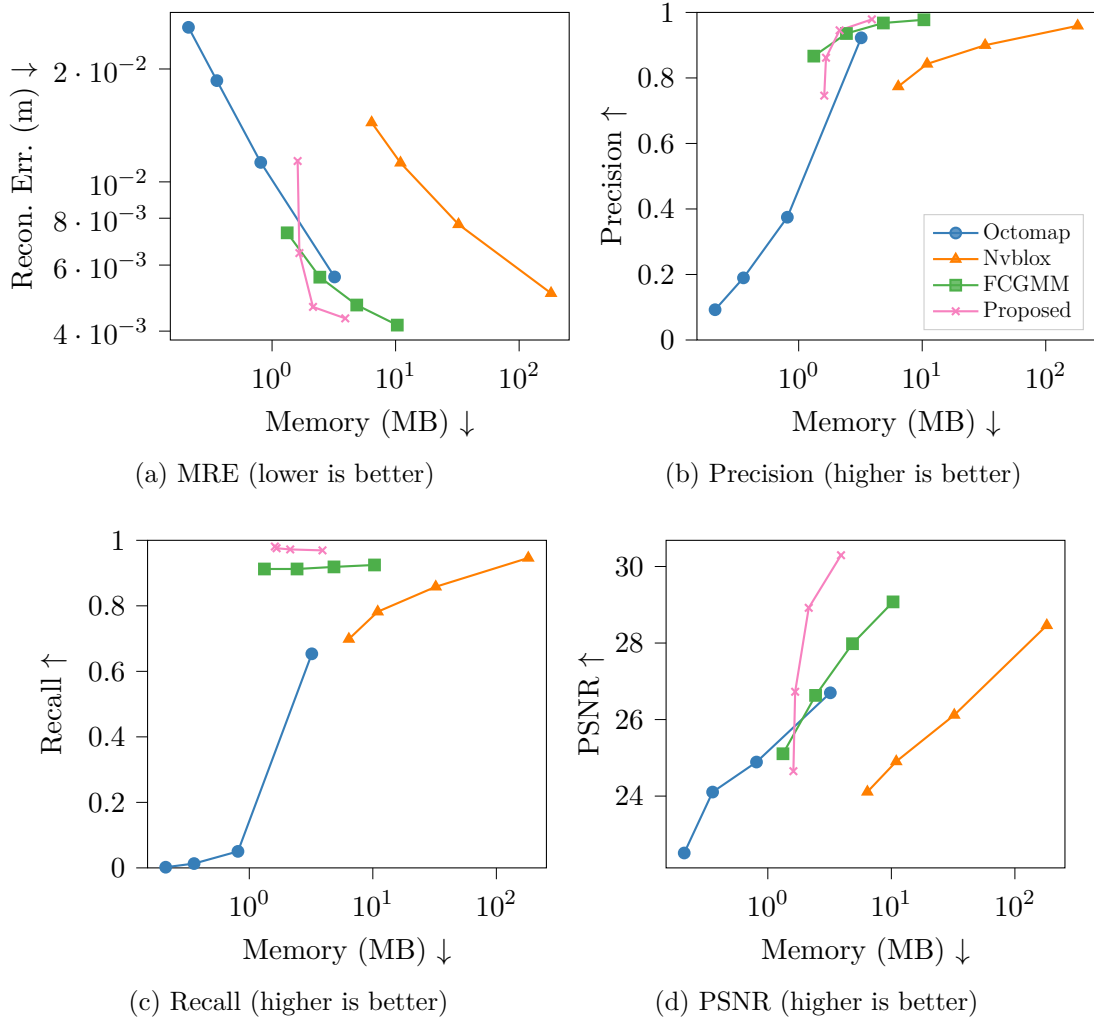 2 · 10⁻²
10⁻²
8 · 10⁻³
6 · 10⁻³
4 · 10⁻³
Recon. Err. (m) ↓
10⁰ 10¹ 10²
Memory (MB) ↓
(a) MRE (lower is better)
1
0.8
0.6
0.4
0.2
0
Precision ↑
Octomap
Nvblox
FCGMM
Proposed
10⁰ 10¹ 10²
Memory (MB) ↓
(b) Precision (higher is better)
1
0.8
0.6
0.4
0.2
0
Recall ↑
10⁰ 10¹ 10²
Memory (MB) ↓
(c) Recall (higher is better)
30
28
26
24
PSNR ↑
10⁰ 10¹ 10²
Memory (MB) ↓
(d) PSNR (higher is better)